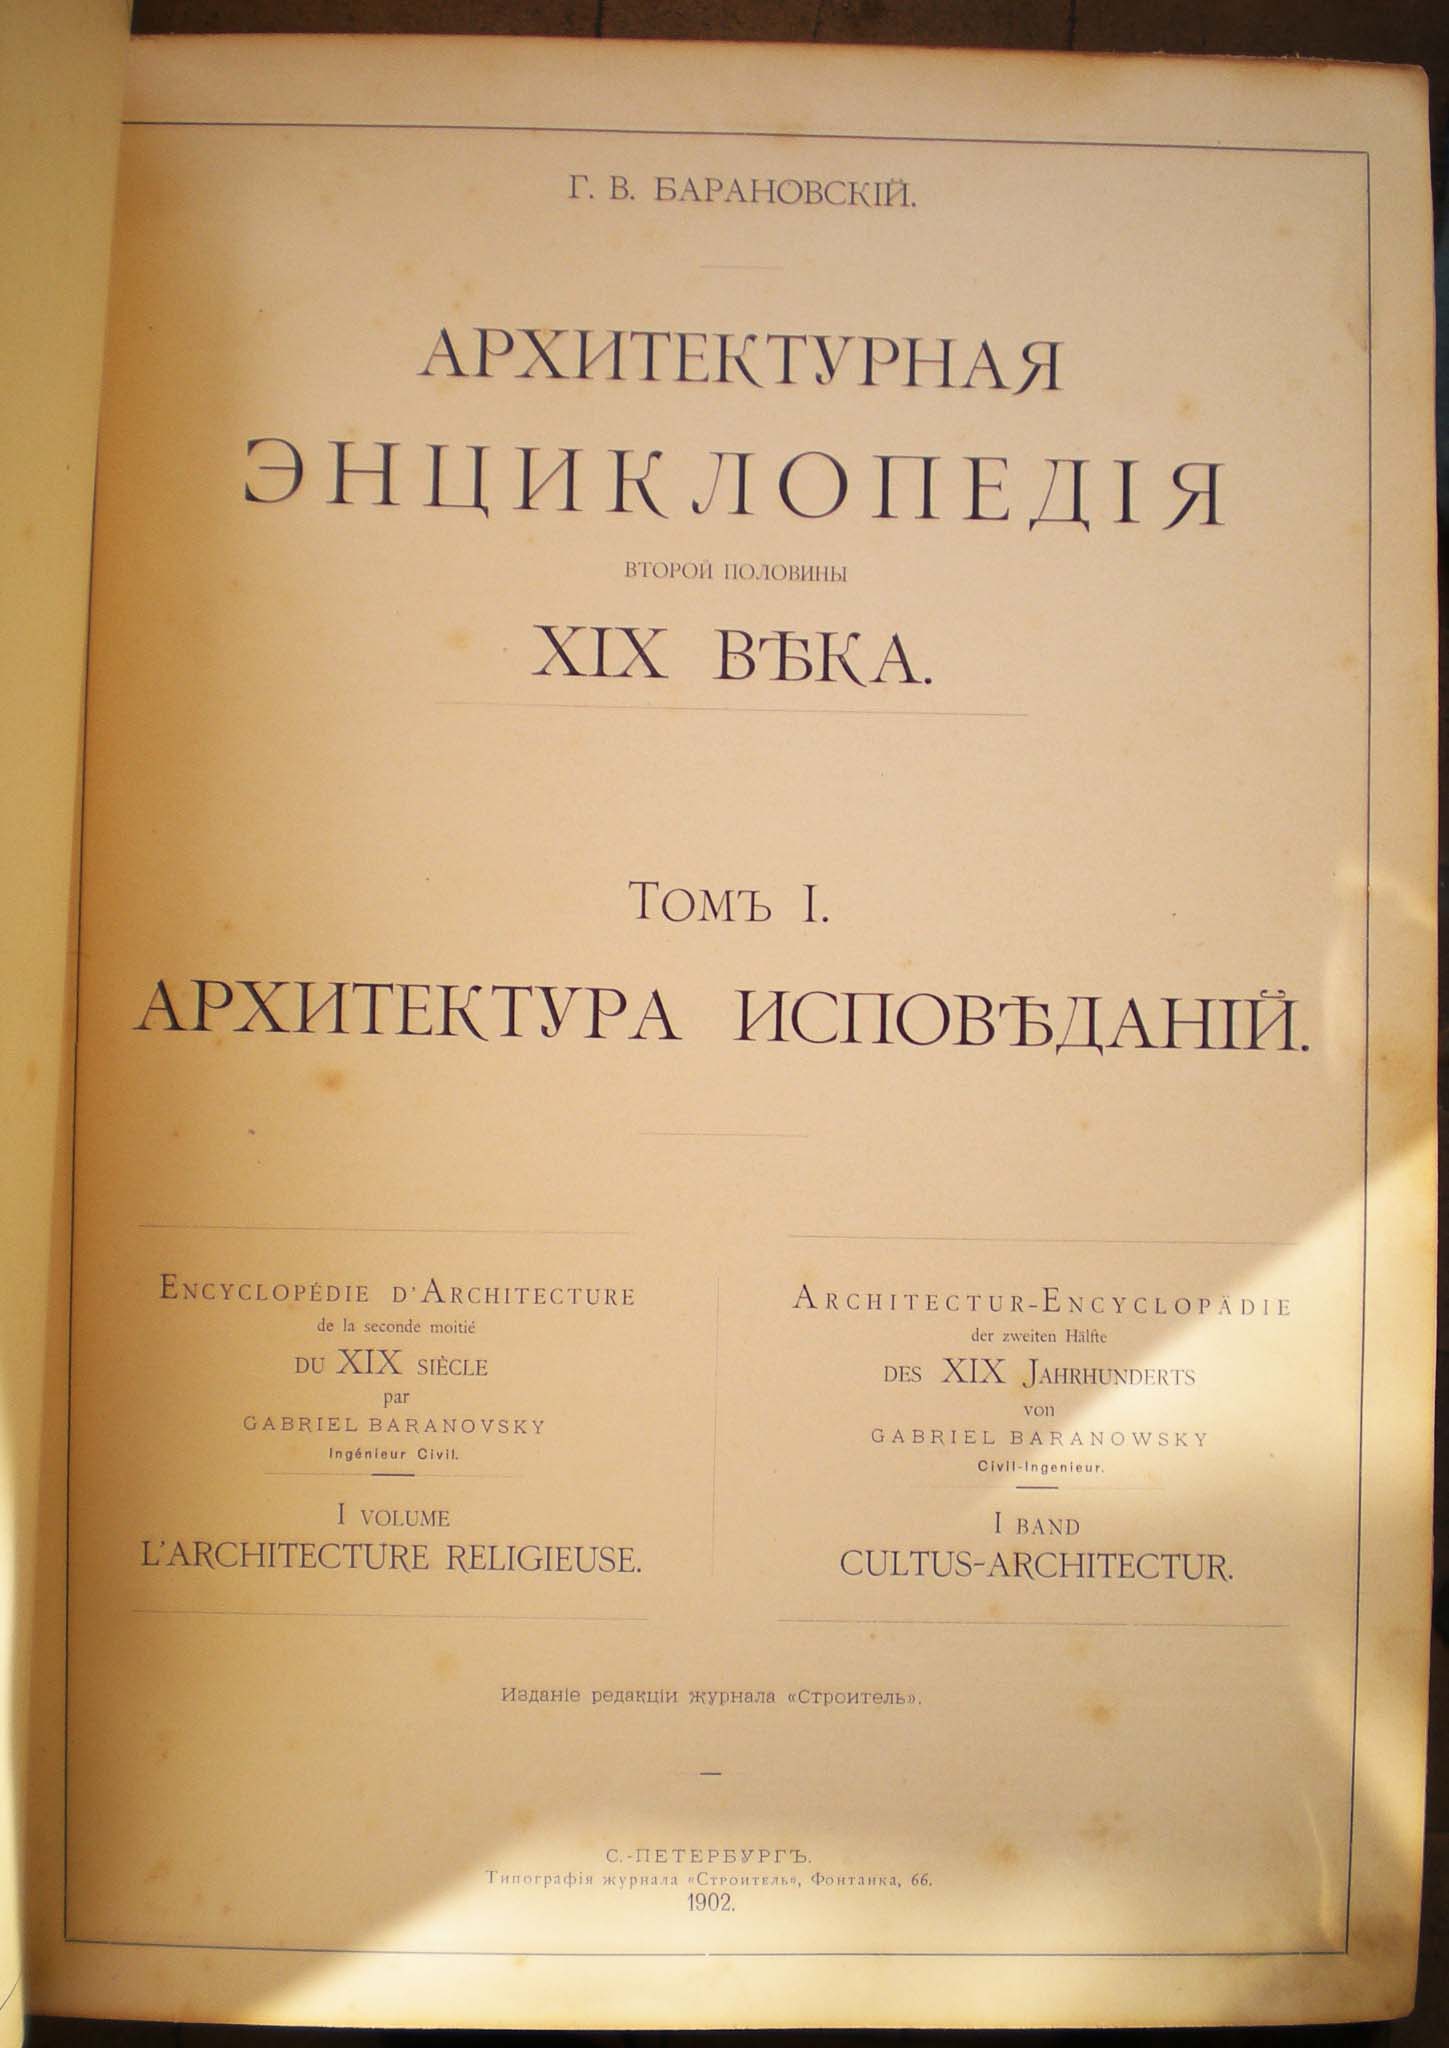 Г. В. БАРАНОВСКІЙ.
АРХИТЕКТУРНАЯ
ЭНЦИКЛОПЕДІЯ
ВТОРОЙ ПОЛОВИНЫ
XIX ВѢКА.
ТОМЪ I.
АРХИТЕКТУРА ИСПОВѢДАНІЙ.
ENCYCLOPÉDIE D'ARCHITECTURE
de la seconde moitié
DU XIX SIÈCLE
par
GABRIEL BARANOVSKY
Ingénieur Civil.
I VOLUME
L'ARCHITECTURE RELIGIEUSE.
ARCHITECTUR-ENCYCLOPÄDIE
der zweiten Hälfte
DES XIX JAHRHUNDERTS
von
GABRIEL BARANOWSKY
Civil-Ingenieur.
I BAND
CULTUS-ARCHITECTUR.
Изданіе редакціи журнала «Строитель».
С.-ПЕТЕРБУРГЪ.
Типографія журнала «Строитель», Фонтанка, 66.
1902.